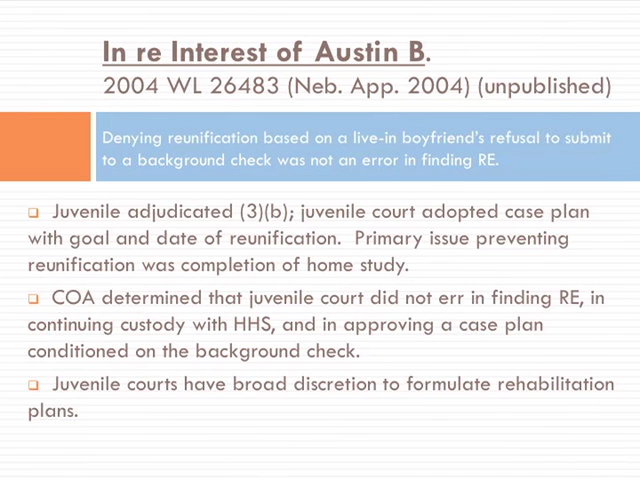 In re Interest of Austin B.
2004 WL 26483 (Neb. App. 2004) (unpublished)
Denying reunification based on a live-in boyfriend's refusal to submit
to a background check was not an error in finding RE.
Juvenile adjudicated (3)(b); juvenile court adopted case plan
with goal and date of reunification. Primary issue preventing
reunification was completion of home study.
COA determined that juvenile court did not err in finding RE, in
continuing custody with HHS, and in approving a case plan
conditioned on the background check.
Juvenile courts have broad discretion to formulate rehabilitation
plans.